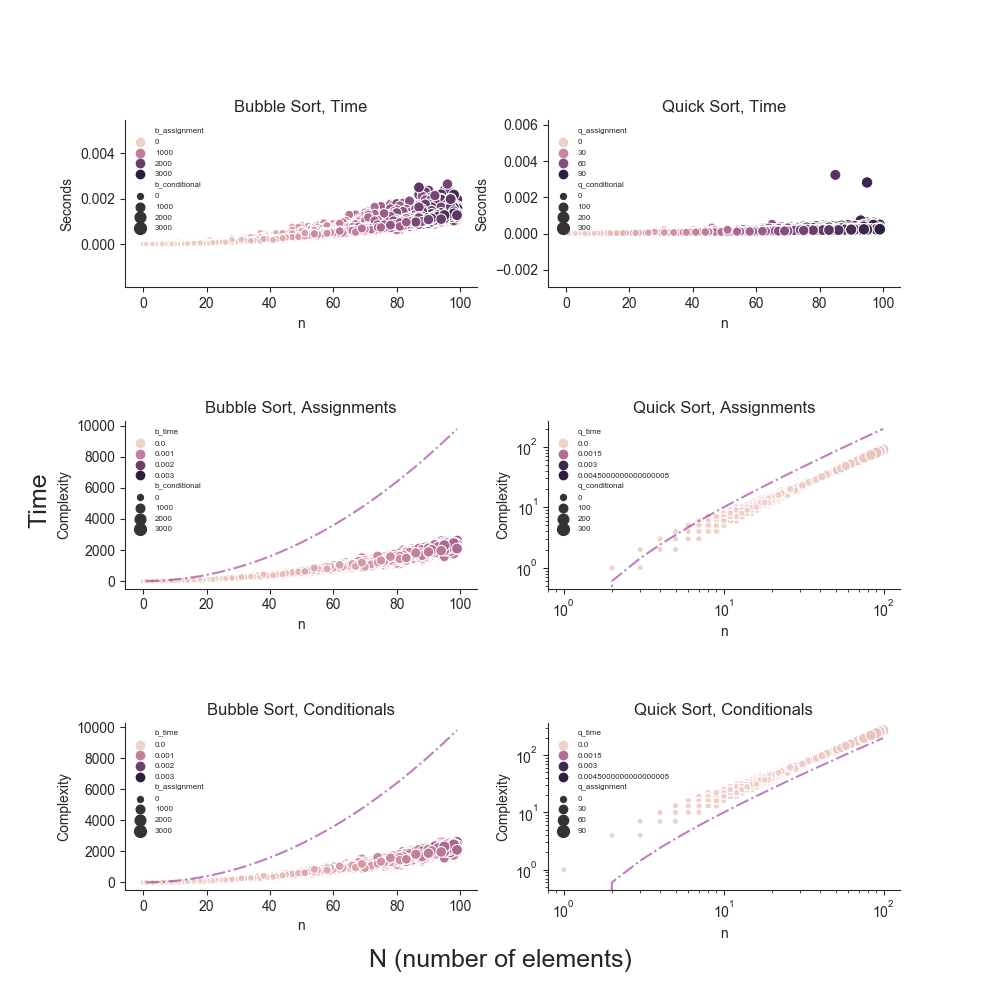 Bubble Sort, Time
Seconds
0.004
0.002
0.000
b_assignment
0
1000
2000
3000
b_conditional
0
1000
2000
3000
0 20 40 60 80 100
n
Quick Sort, Time
Seconds
0.006
0.004
0.002
0.000
−0.002
q_assignment
0
30
60
90
q_conditional
0
100
200
300
0 20 40 60 80 100
n
Time
Bubble Sort, Assignments
Complexity
10000
8000
6000
4000
2000
0
b_time
0.0
0.001
0.002
0.003
b_conditional
0
1000
2000
3000
0 20 40 60 80 100
n
Quick Sort, Assignments
Complexity
10²
10¹
10⁰
q_time
0.0
0.0015
0.003
0.0045000000000000005
q_conditional
0
100
200
300
10⁰ 10¹ 10²
n
Bubble Sort, Conditionals
Complexity
10000
8000
6000
4000
2000
0
b_time
0.0
0.001
0.002
0.003
b_assignment
0
1000
2000
3000
0 20 40 60 80 100
n
Quick Sort, Conditionals
Complexity
10²
10¹
10⁰
q_time
0.0
0.0015
0.003
0.0045000000000000005
q_assignment
0
30
60
90
10⁰ 10¹ 10²
n
N (number of elements)